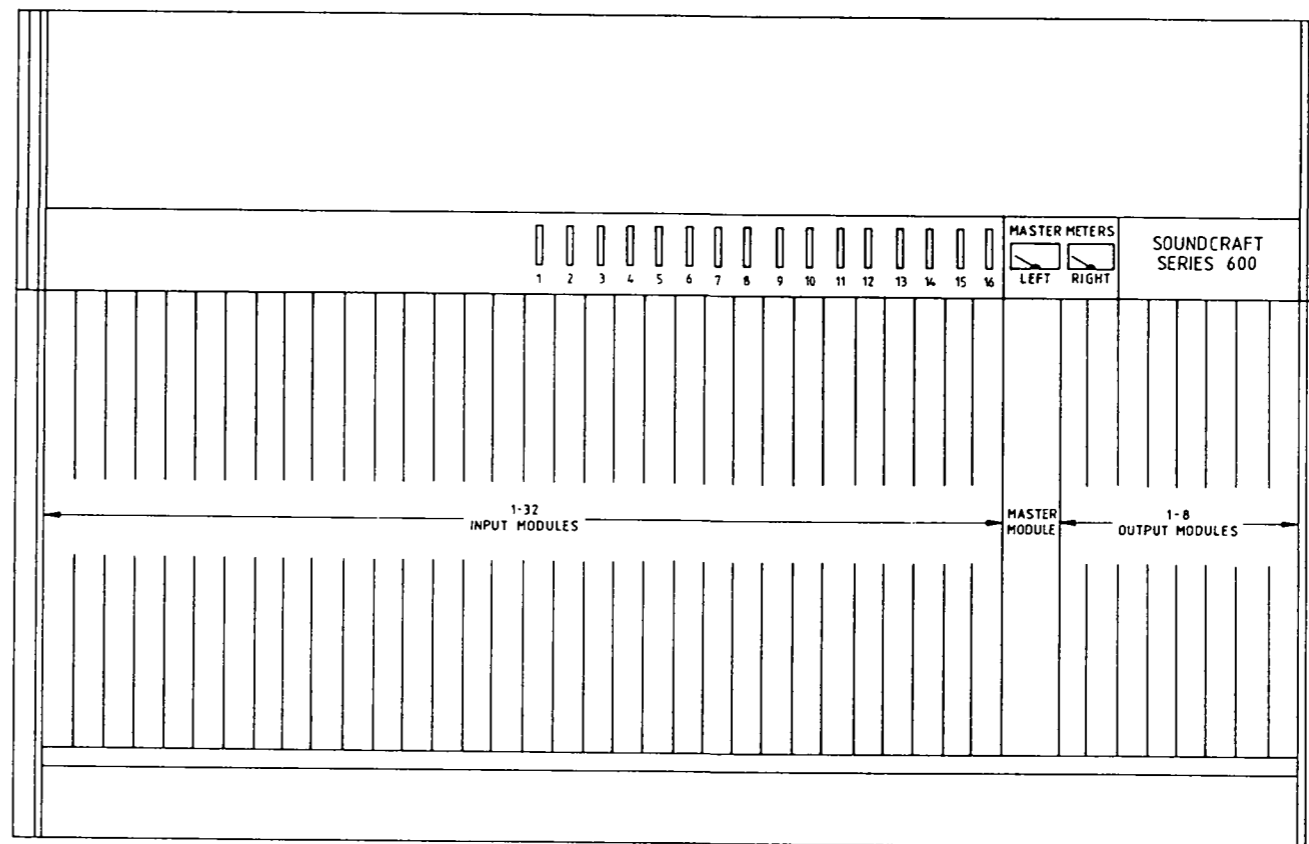 MASTER METERS
SOUNDCRAFT
SERIES 600
1 2 3 4 5 6 7 8 9 10 11 12 13 14 15 16
LEFT RIGHT
1-32
INPUT MODULES
MASTER
MODULE
1-8
OUTPUT MODULES